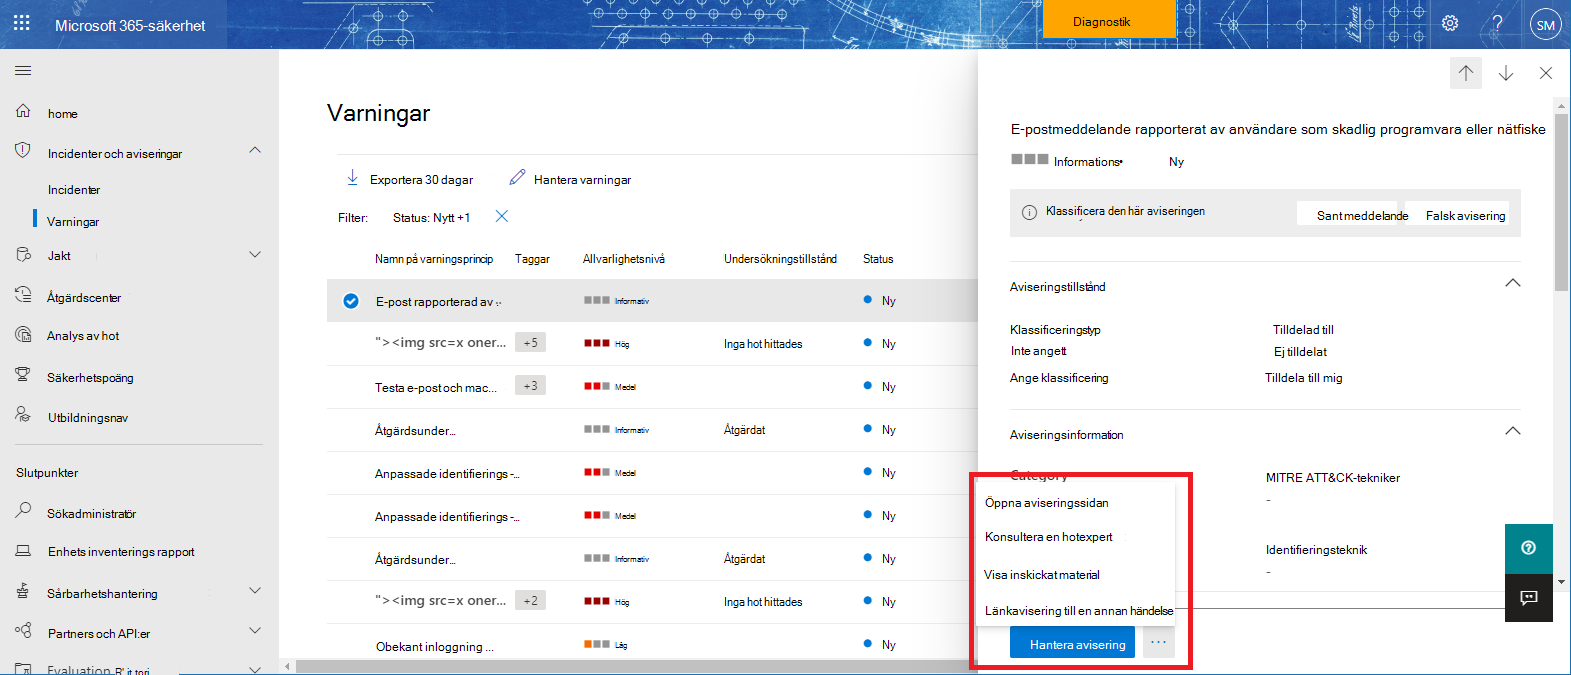 Microsoft 365-säkerhet
Diagnostik
SM
home
Incidenter och aviseringar
Incidenter
Varningar
Jakt
Åtgärdscenter
Analys av hot
Säkerhetspoäng
Utbildningsnav
Slutpunkter
Sökadministratör
Enhets inventerings rapport
Sårbarhetshantering
Partners och API:er
Evaluation
Varningar
Exportera 30 dagar
Hantera varningar
Filter: Status: Nytt +1
Namn på varningsprincip Taggar Allvarlighetsnivå Undersökningstillstånd Status
E-post rapporterad av Informativ Ny
"><img src=x oner... +5 Hög Inga hot hittades Ny
Testa e-post och mac... +3 Medel Ny
Åtgärdsunder... Informativ Åtgärdat Ny
Anpassade identifierings -... Medel Ny
Anpassade identifierings -... Medel Ny
Åtgärdsunder... Informativ Åtgärdat Ny
"><img src=x oner... +2 Hög Inga hot hittades Ny
Obekant inloggning ... Låg Ny
E-postmeddelande rapporterat av användare som skadlig programvara eller nätfiske
Informations• Ny
Klassificera den här aviseringen
Sant meddelande
Falsk avisering
Aviseringstillstånd
Klassificeringstyp Tilldelad till
Inte angett Ej tilldelat
Ange klassificering Tilldela till mig
Aviseringsinformation
Category MITRE ATT&CK-tekniker
-
Identifieringsteknik
-
Öppna aviseringssidan
Konsultera en hotexpert
Visa inskickat material
Länkavisering till en annan händelse
Hantera avisering ...